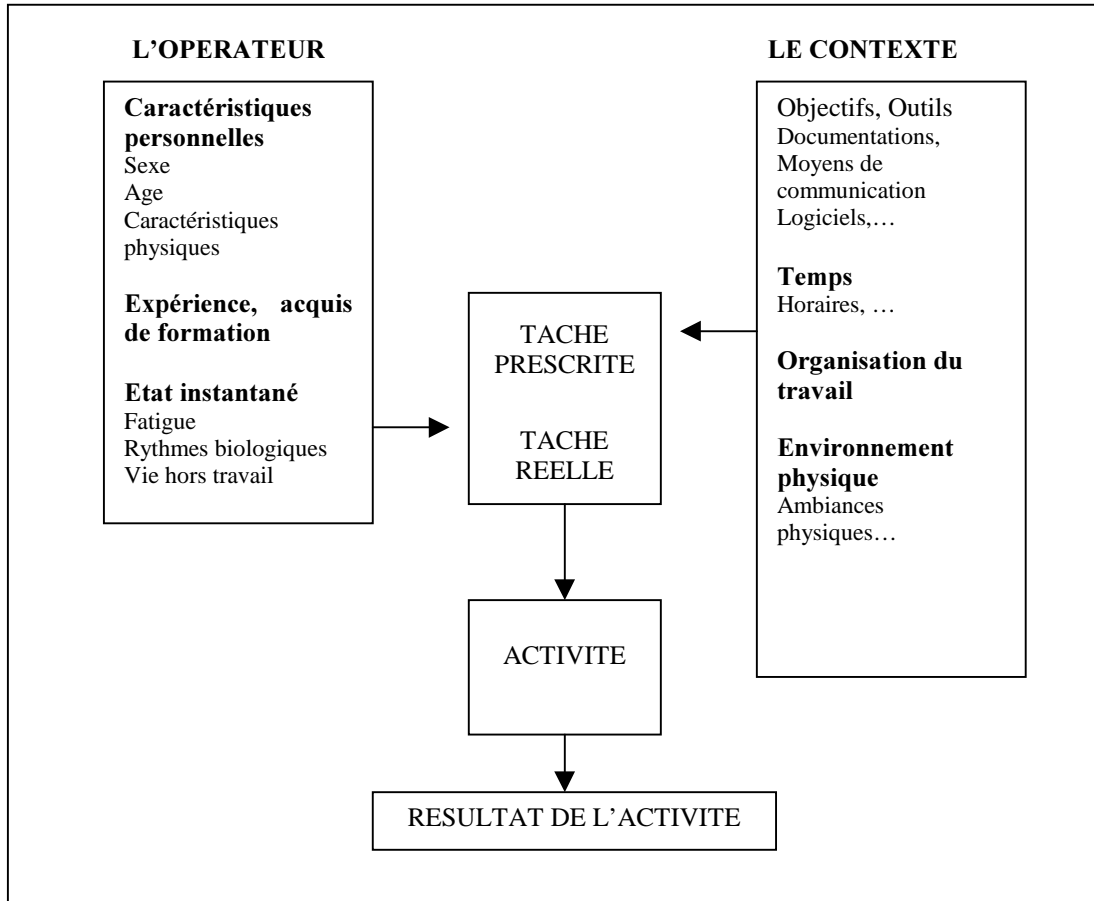 L’OPERATEUR
Caractéristiques
personnelles
Sexe
Age
Caractéristiques
physiques
Expérience, acquis
de formation
Etat instantané
Fatigue
Rythmes biologiques
Vie hors travail
LE CONTEXTE
Objectifs, Outils
Documentations,
Moyens de
communication
Logiciels,…
Temps
Horaires, …
Organisation du
travail
Environnement
physique
Ambiances
physiques…
TACHE
PRESCRITE
TACHE
REELLE
ACTIVITE
RESULTAT DE L’ACTIVITE